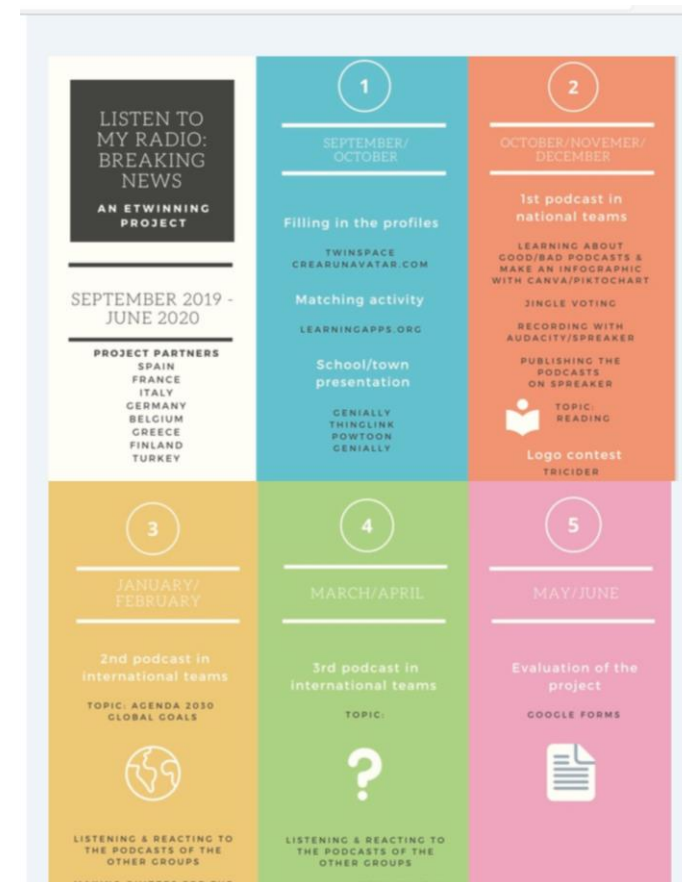 LISTEN TO
MY RADIO:
BREAKING
NEWS
AN ETWINNING
PROJECT
SEPTEMBER 2019 -
JUNE 2020
PROJECT PARTNERS
SPAIN
FRANCE
ITALY
GERMANY
BELGIUM
GREECE
FINLAND
TURKEY
1
SEPTEMBER/
OCTOBER
Filling in the profiles
TWINSPACE
CREARUNAVATAR.COM
Matching activity
LEARNINGAPPS.ORG
School/town
presentation
GENIALLY
THINGLINK
POWTOON
GENIALLY
2
OCTOBER/NOVEMER/
DECEMBER
1st podcast in
national teams
LEARNING ABOUT
GOOD/BAD PODCASTS &
MAKE AN INFOGRAPHIC
WITH CANVA/PIKTOCHART
JINGLE VOTING
RECORDING WITH
AUDACITY/SPREAKER
PUBLISHING THE
PODCASTS
ON SPREAKER
TOPIC:
READING
Logo contest
TRICIDER
3
JANUARY/
FEBRUARY
2nd podcast in
international teams
TOPIC: AGENDA 2030
GLOBAL GOALS
LISTENING & REACTING TO
THE PODCASTS OF THE
OTHER GROUPS
4
MARCH/APRIL
3rd podcast in
international teams
TOPIC:
?
LISTENING & REACTING TO
THE PODCASTS OF THE
OTHER GROUPS
5
MAY/JUNE
Evaluation of the
project
GOOGLE FORMS